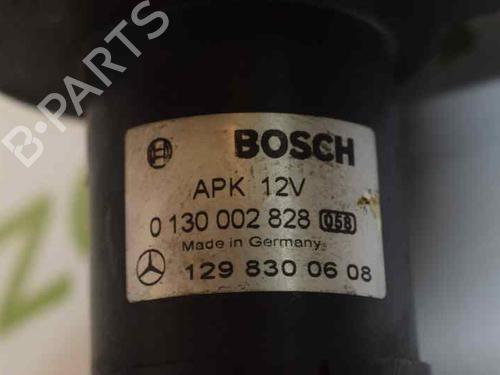 B-PARTS
BOSCH
APK 12V
0 130 002 828 058
Made in Germany
129 830 06 08